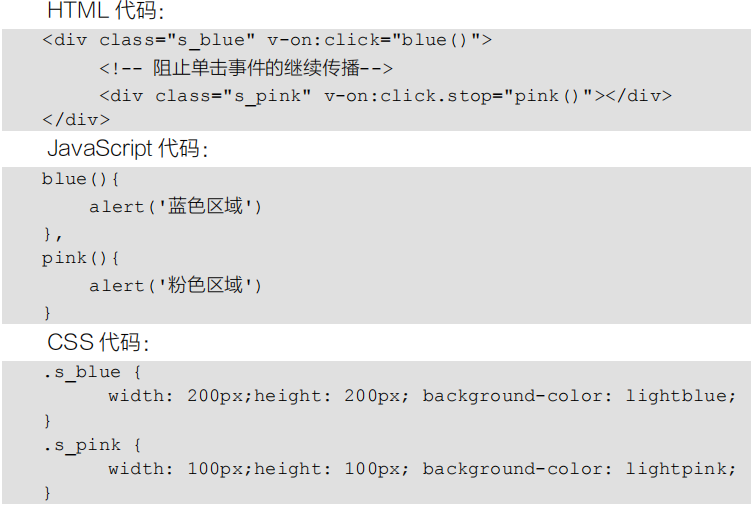 HTML 代码：
<div class="s_blue" v-on:click="blue()">
<!-- 阻止单击事件的继续传播-->
<div class="s_pink" v-on:click.stop="pink()"></div>
</div>
JavaScript 代码：
blue(){
alert('蓝色区域')
},
pink(){
alert('粉色区域')
}
CSS 代码：
.s_blue {
width: 200px;height: 200px; background-color: lightblue;
}
.s_pink {
width: 100px;height: 100px; background-color: lightpink;
}